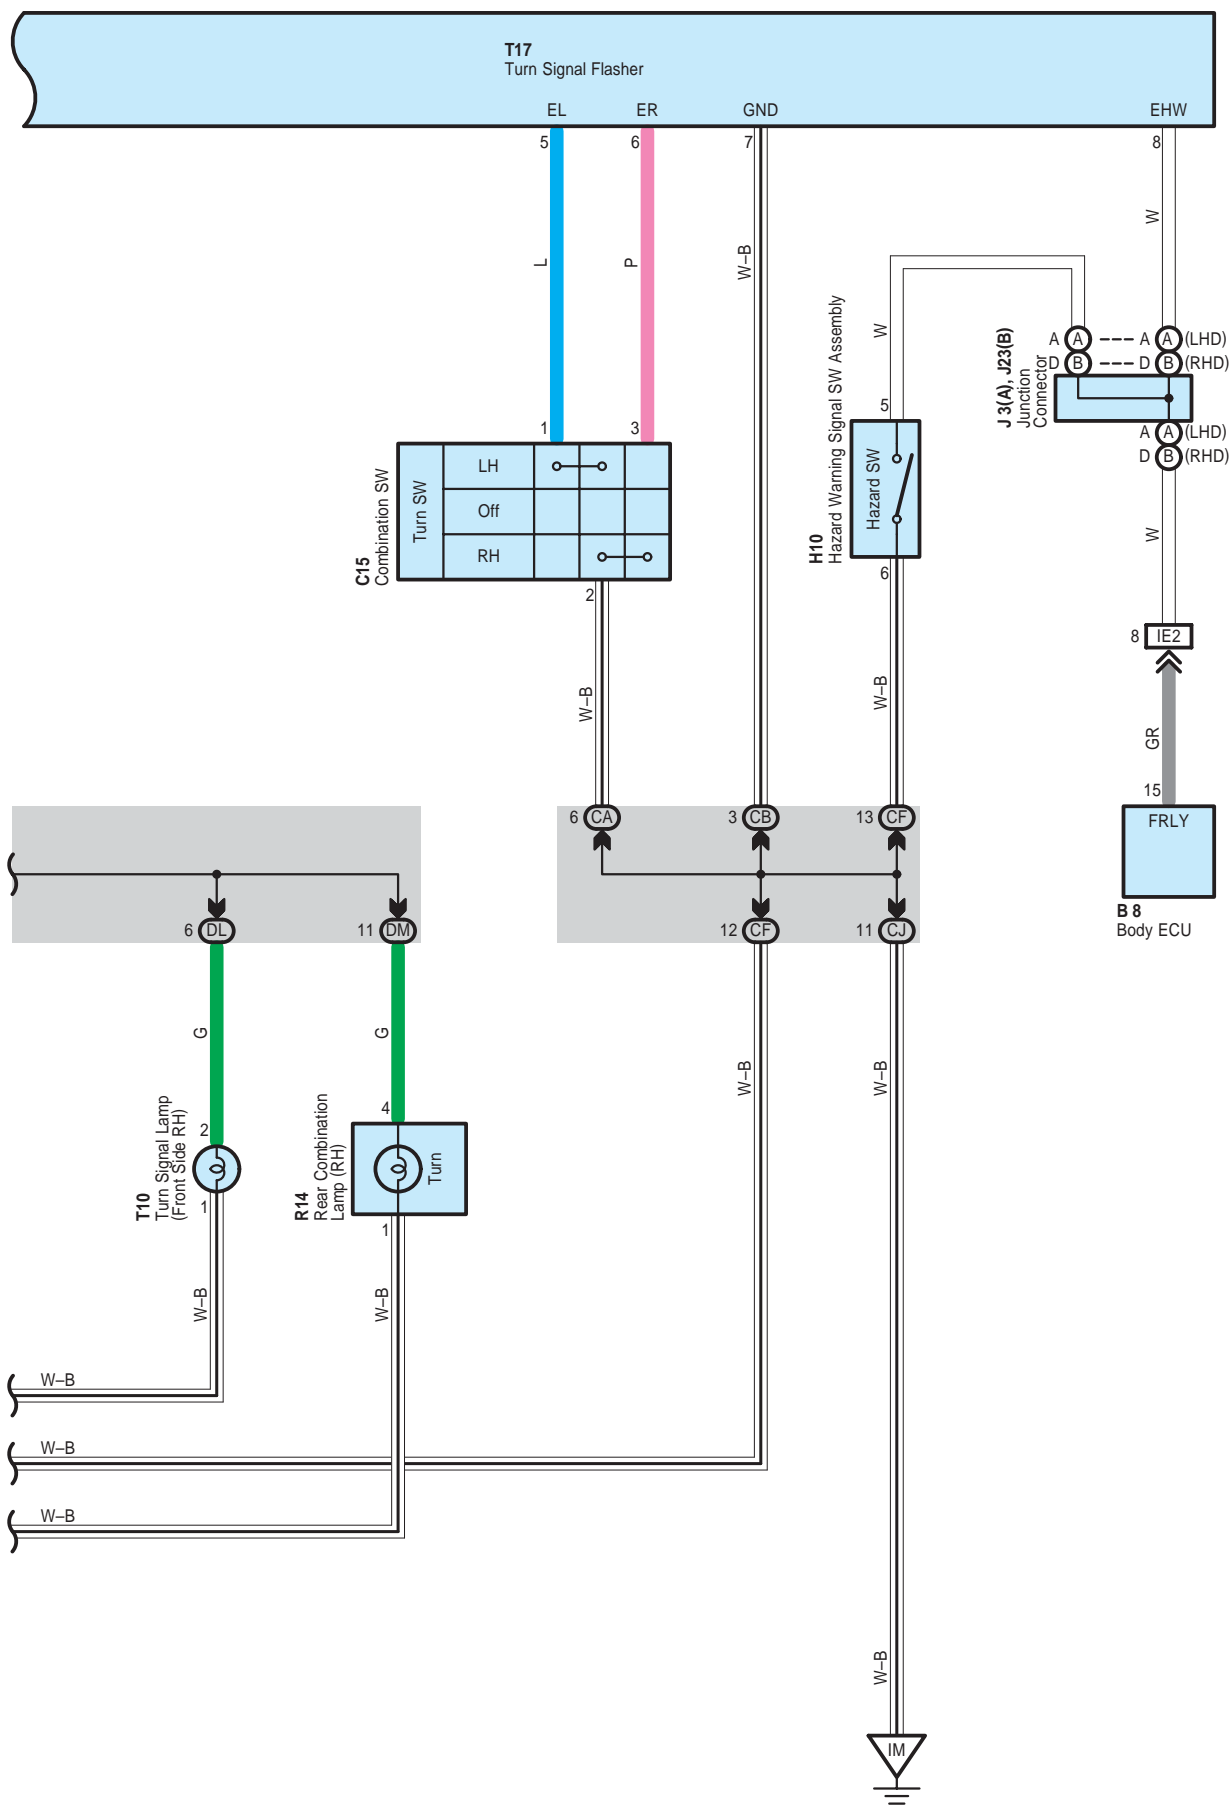 T17
Turn Signal Flasher
EL
ER
GND
EHW
5
6
7
8
L
P
W–B
W
W
A A A A (LHD)
D B D B (RHD)
J 3(A), J23(B)
Junction
Connector
A A (LHD)
D B (RHD)
1
3
C15
Combination SW
Turn SW
LH
Off
RH
2
5
H10
Hazard Warning Signal SW Assembly
Hazard SW
6
W
8 IE2
W–B
W–B
GR
15
FRLY
B 8
Body ECU
6 CA
3 CB
13 CF
6 DL
11 DM
12 CF
11 CJ
G
G
W–B
W–B
2
T10
Turn Signal Lamp
(Front Side RH)
1
4
R14
Rear Combination
Lamp (RH)
Turn
1
W–B
W–B
W–B
W–B
W–B
W–B
IM